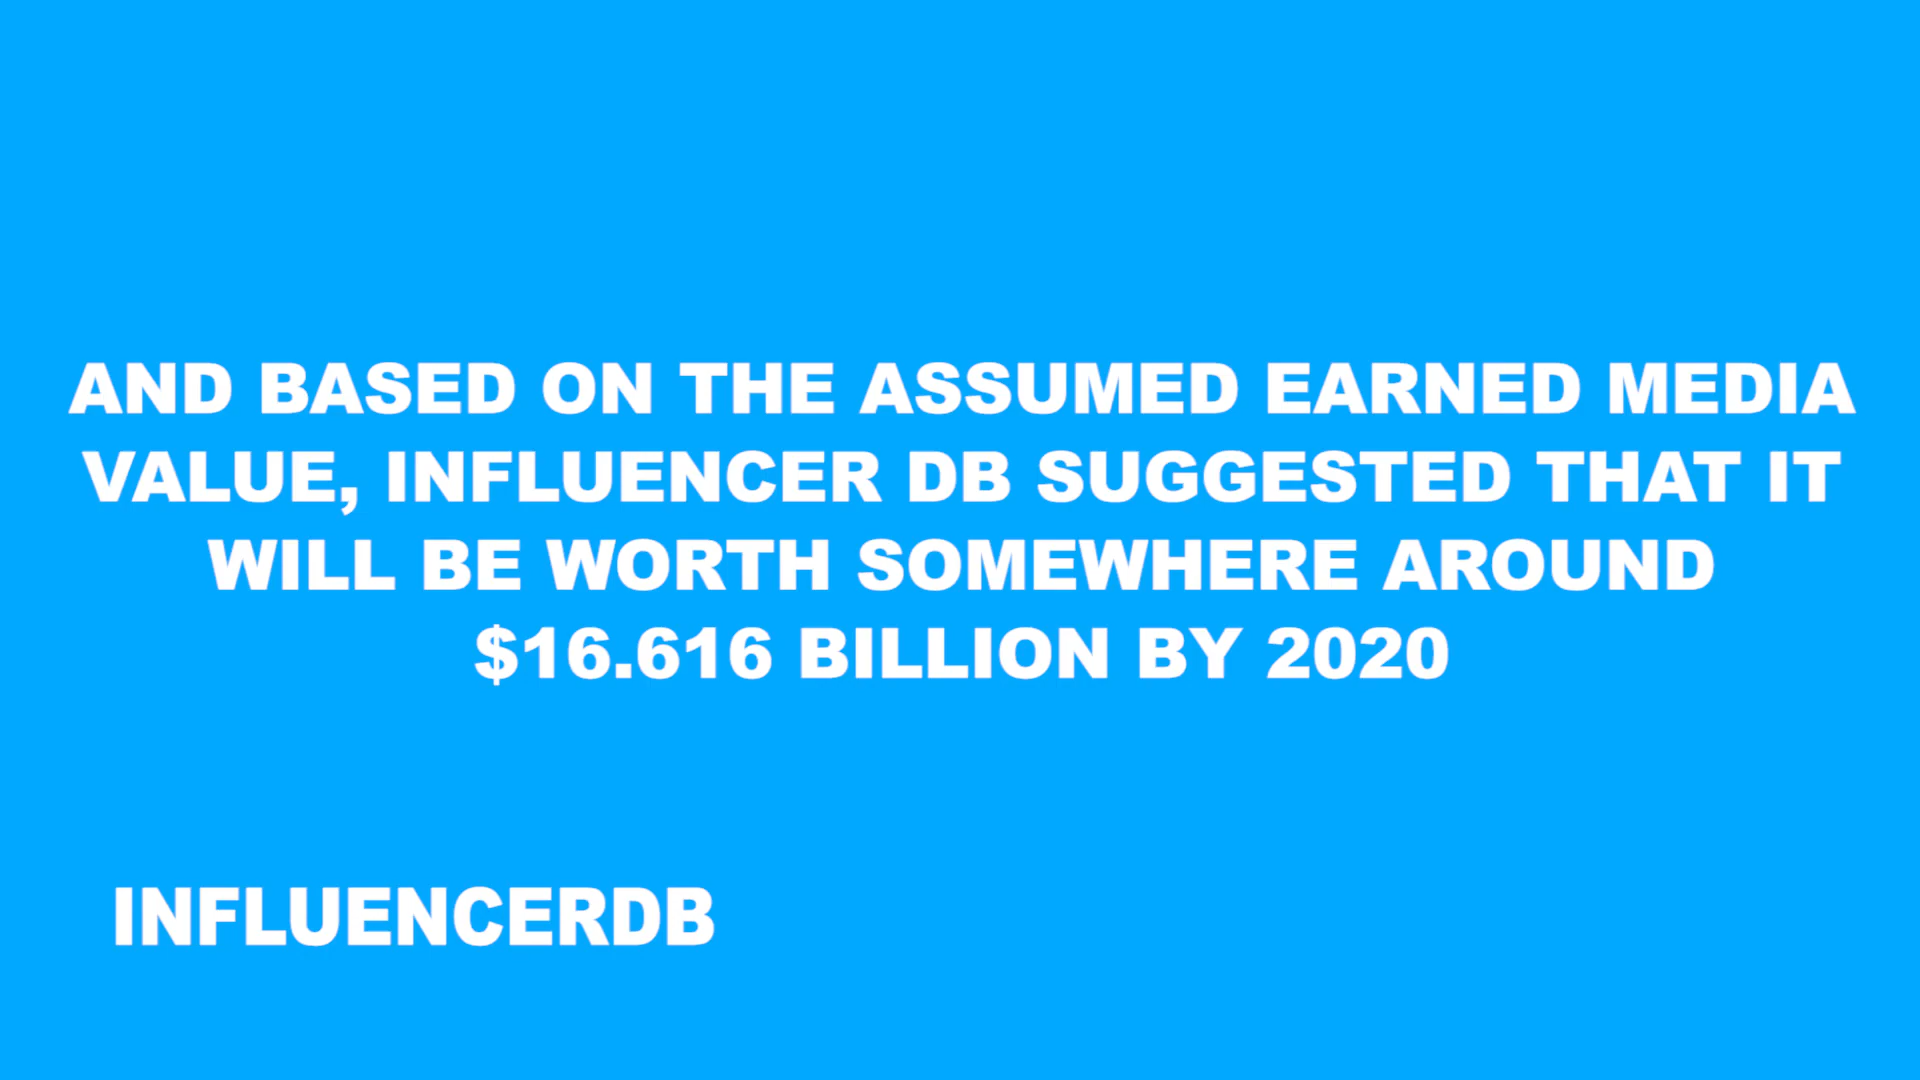 AND BASED ON THE ASSUMED EARNED MEDIA
VALUE, INFLUENCER DB SUGGESTED THAT IT
WILL BE WORTH SOMEWHERE AROUND
$16.616 BILLION BY 2020
INFLUENCERDB